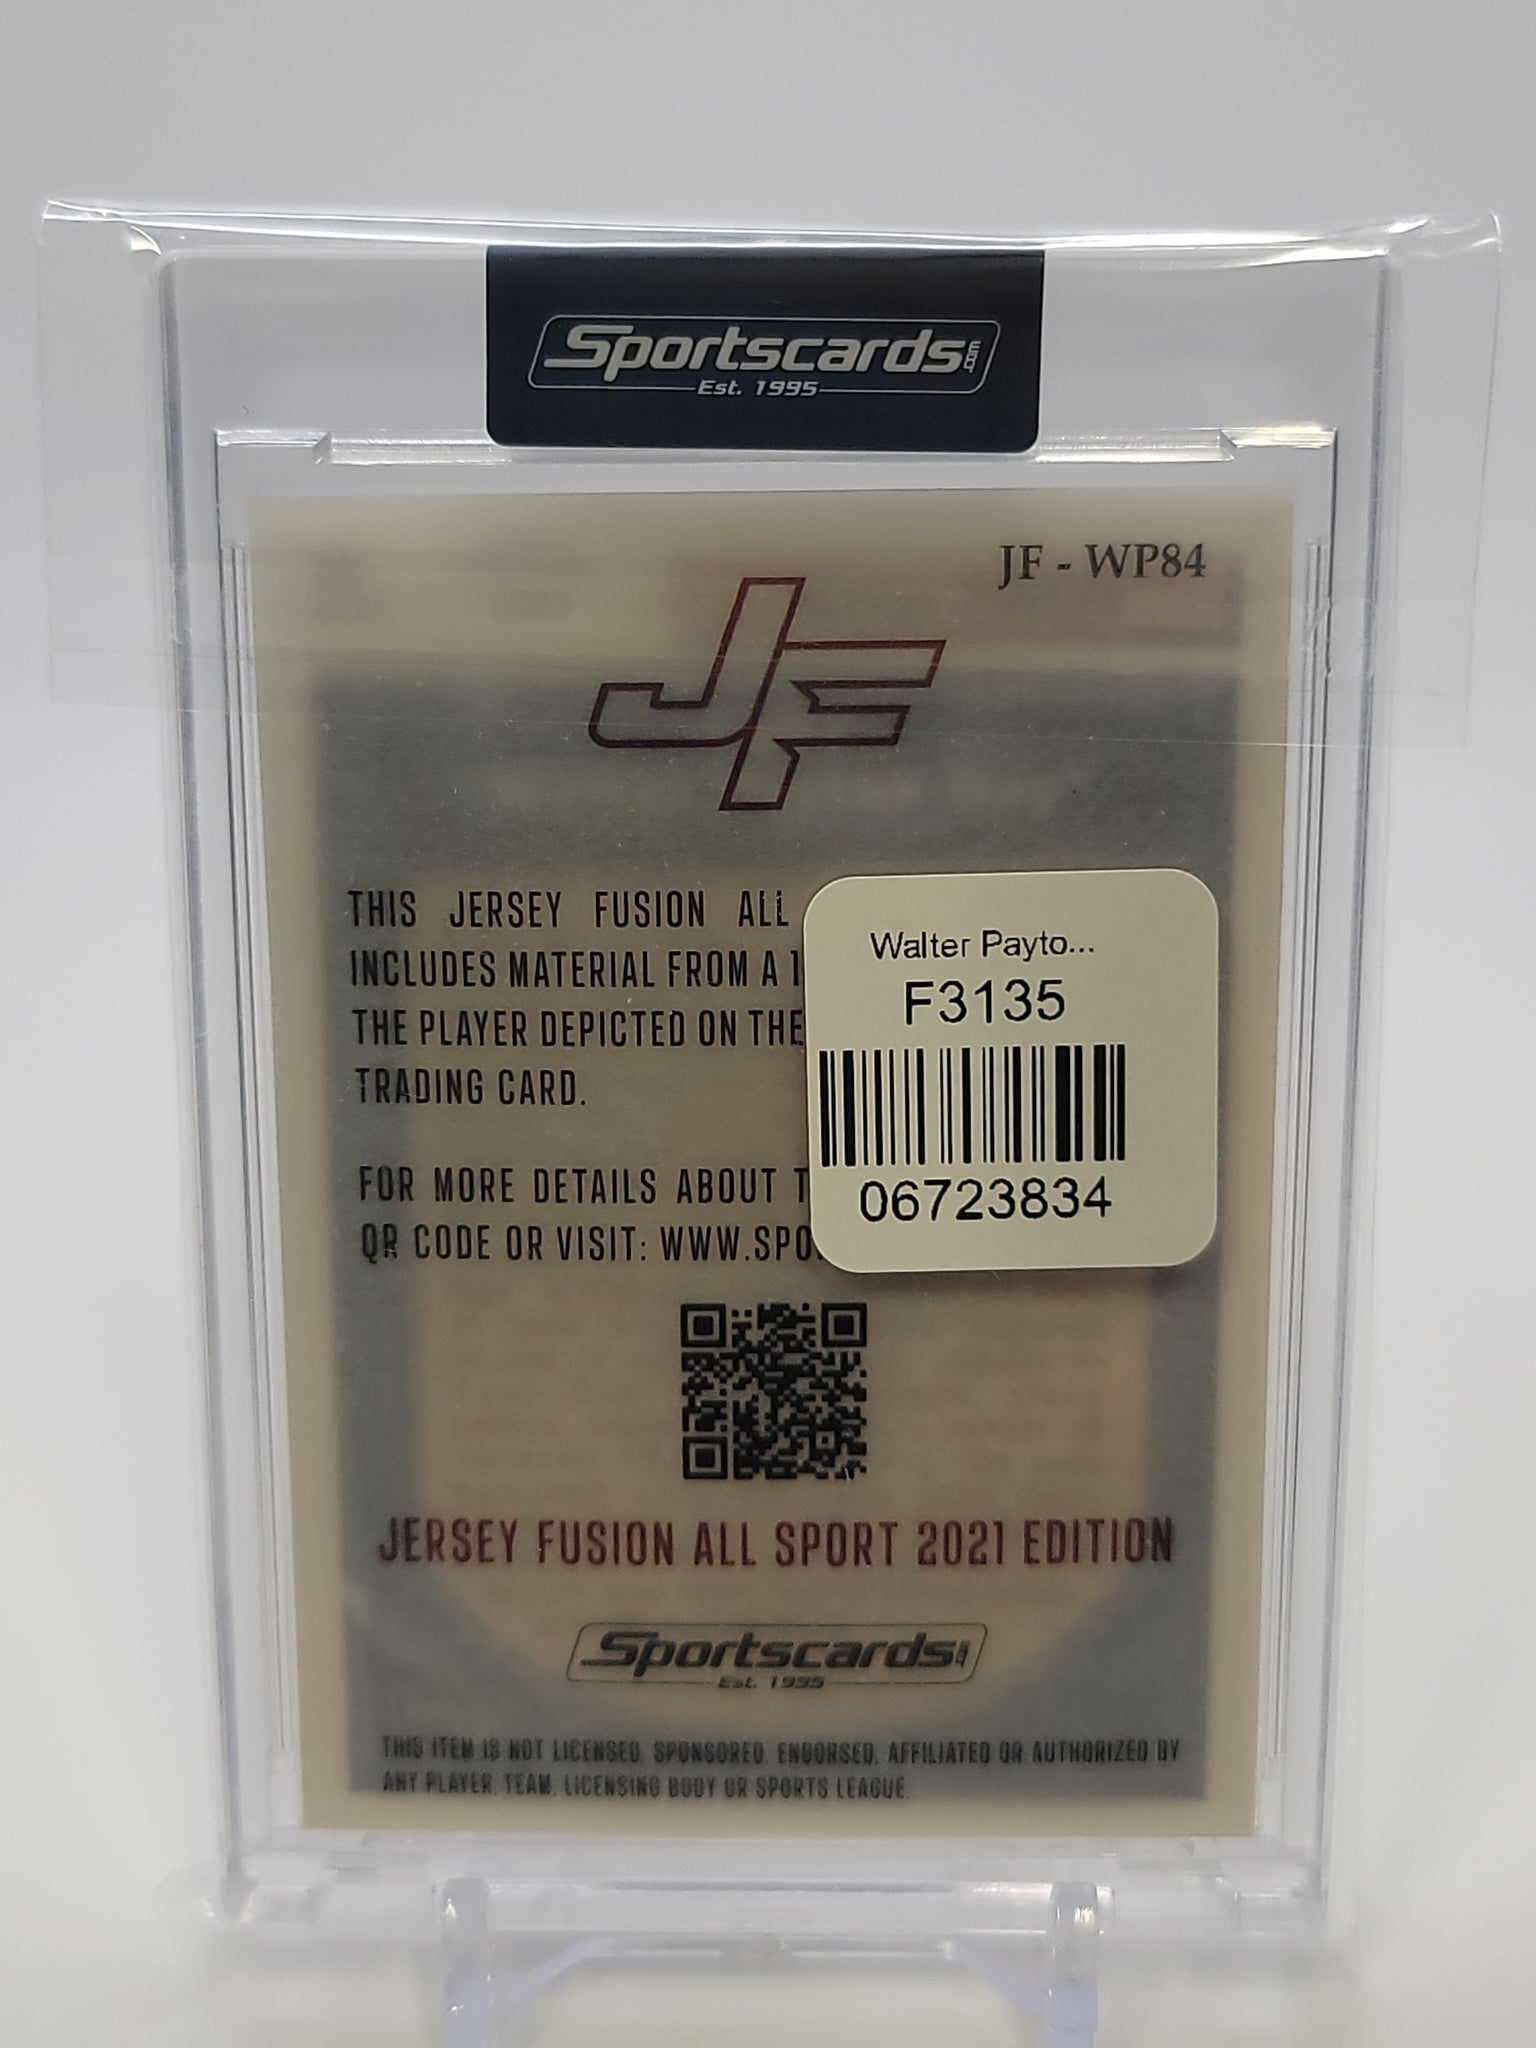 Sportscards.com
Est. 1995
JF - WP84
JF
THIS JERSEY FUSION ALL
INCLUDES MATERIAL FROM A 1
THE PLAYER DEPICTED ON THE
TRADING CARD.
Walter Payto...
F3135
06723834
FOR MORE DETAILS ABOUT T
QR CODE OR VISIT: WWW.SPO
JERSEY FUSION ALL SPORT 2021 EDITION
Sportscards.com
Est. 1995
THIS ITEM IS NOT LICENSED, SPONSORED, ENDORSED, AFFILIATED OR AUTHORIZED BY
ANY PLAYER, TEAM, LICENSING BODY OR SPORTS LEAGUE.